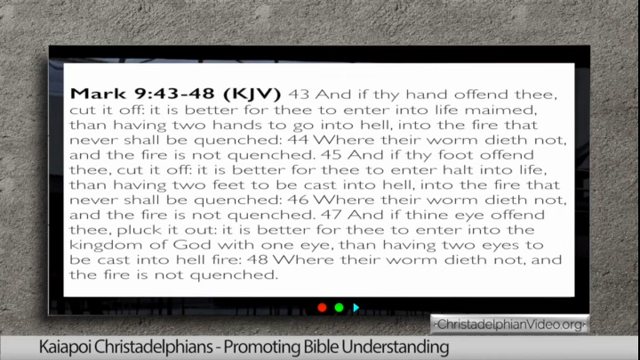 Mark 9:43-48 (KJV) 43 And if thy hand offend thee,
cut it off: it is better for thee to enter into life maimed,
than having two hands to go into hell, into the fire that
never shall be quenched: 44 Where their worm dieth not,
and the fire is not quenched. 45 And if thy foot offend
thee, cut it off: it is better for thee to enter halt into life,
than having two feet to be cast into hell, into the fire that
never shall be quenched: 46 Where their worm dieth not,
and the fire is not quenched. 47 And if thine eye offend
thee, pluck it out: it is better for thee to enter into the
kingdom of God with one eye, than having two eyes to
be cast into hell fire: 48 Where their worm dieth not, and
the fire is not quenched.
ChristadelphianVideo.org
Kaiapoi Christadelphians - Promoting Bible Understanding